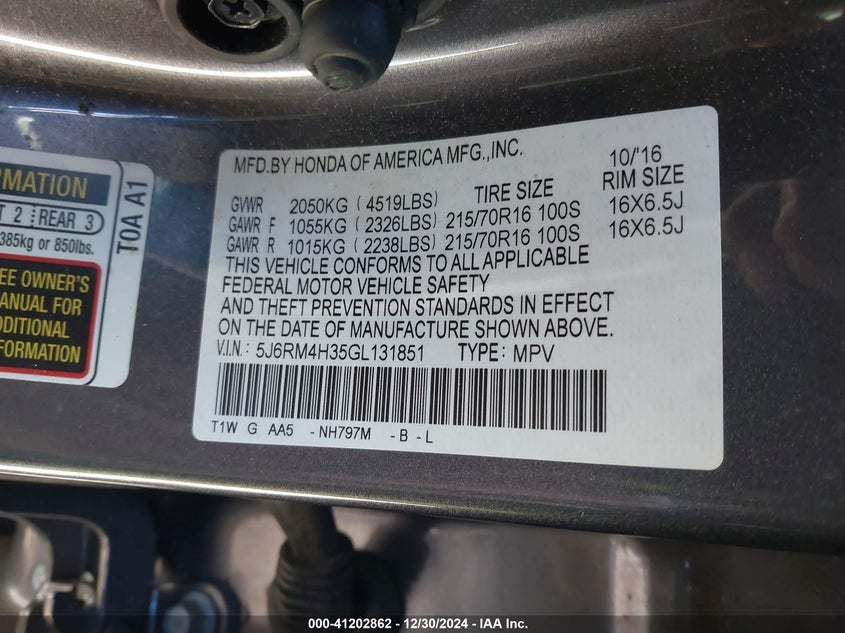 MFD.BY HONDA OF AMERICA MFG.,INC. 10/'16
GVWR 2050KG ( 4519LBS) TIRE SIZE RIM SIZE
GAWR F 1055KG ( 2326LBS) 215/70R16 100S 16X6.5J
GAWR R 1015KG ( 2238LBS) 215/70R16 100S 16X6.5J
THIS VEHICLE CONFORMS TO ALL APPLICABLE
FEDERAL MOTOR VEHICLE SAFETY
AND THEFT PREVENTION STANDARDS IN EFFECT
ON THE DATE OF MANUFACTURE SHOWN ABOVE.
V.I.N.: 5J6RM4H35GL131851 TYPE: MPV
T1W G AA5 -NH797M -B -L
RMATION
T 2 REAR 3
385kg or 850lbs.
EE OWNER'S
ANUAL FOR
DDITIONAL
FORMATION
T0A A1
000-41202862 - 12/30/2024 - IAA Inc.